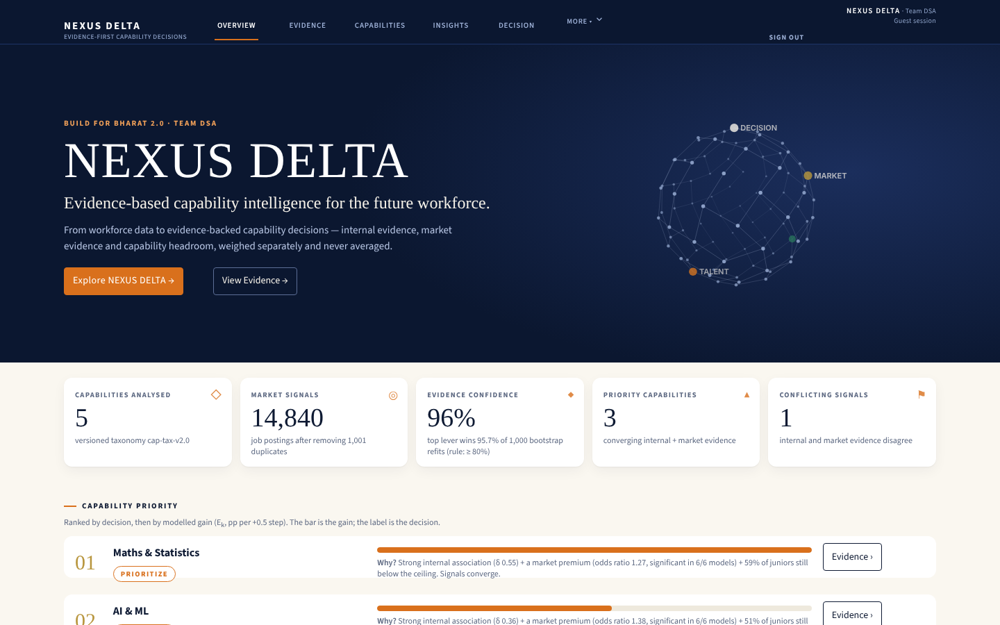 NEXUS DELTA
EVIDENCE-FIRST CAPABILITY DECISIONS
OVERVIEW
EVIDENCE
CAPABILITIES
INSIGHTS
DECISION
MORE ▾
NEXUS DELTA · Team DSA
Guest session
SIGN OUT
BUILD FOR BHARAT 2.0 · TEAM DSA
NEXUS DELTA
Evidence-based capability intelligence for the future workforce.
From workforce data to evidence-backed capability decisions — internal evidence, market
evidence and capability headroom, weighed separately and never averaged.
Explore NEXUS DELTA →
View Evidence →
DECISION
MARKET
TALENT
CAPABILITIES ANALYSED
5
versioned taxonomy cap-tax-v2.0
MARKET SIGNALS
14,840
job postings after removing 1,001
duplicates
EVIDENCE CONFIDENCE
96%
top lever wins 95.7% of 1,000 bootstrap
refits (rule: ≥ 80%)
PRIORITY CAPABILITIES
3
converging internal + market evidence
CONFLICTING SIGNALS
1
internal and market evidence disagree
CAPABILITY PRIORITY
Ranked by decision, then by modelled gain (Ek, pp per +0.5 step). The bar is the gain; the label is the decision.
01
Maths & Statistics
PRIORITIZE
Why? Strong internal association (δ 0.55) + a market premium (odds ratio 1.27, significant in 6/6 models) + 59% of juniors still
below the ceiling. Signals converge.
Evidence ›
02
AI & ML
Why? Strong internal association (δ 0.36) + a market premium (odds ratio 1.38, significant in 6/6 models) + 51% of juniors still
Evidence ›